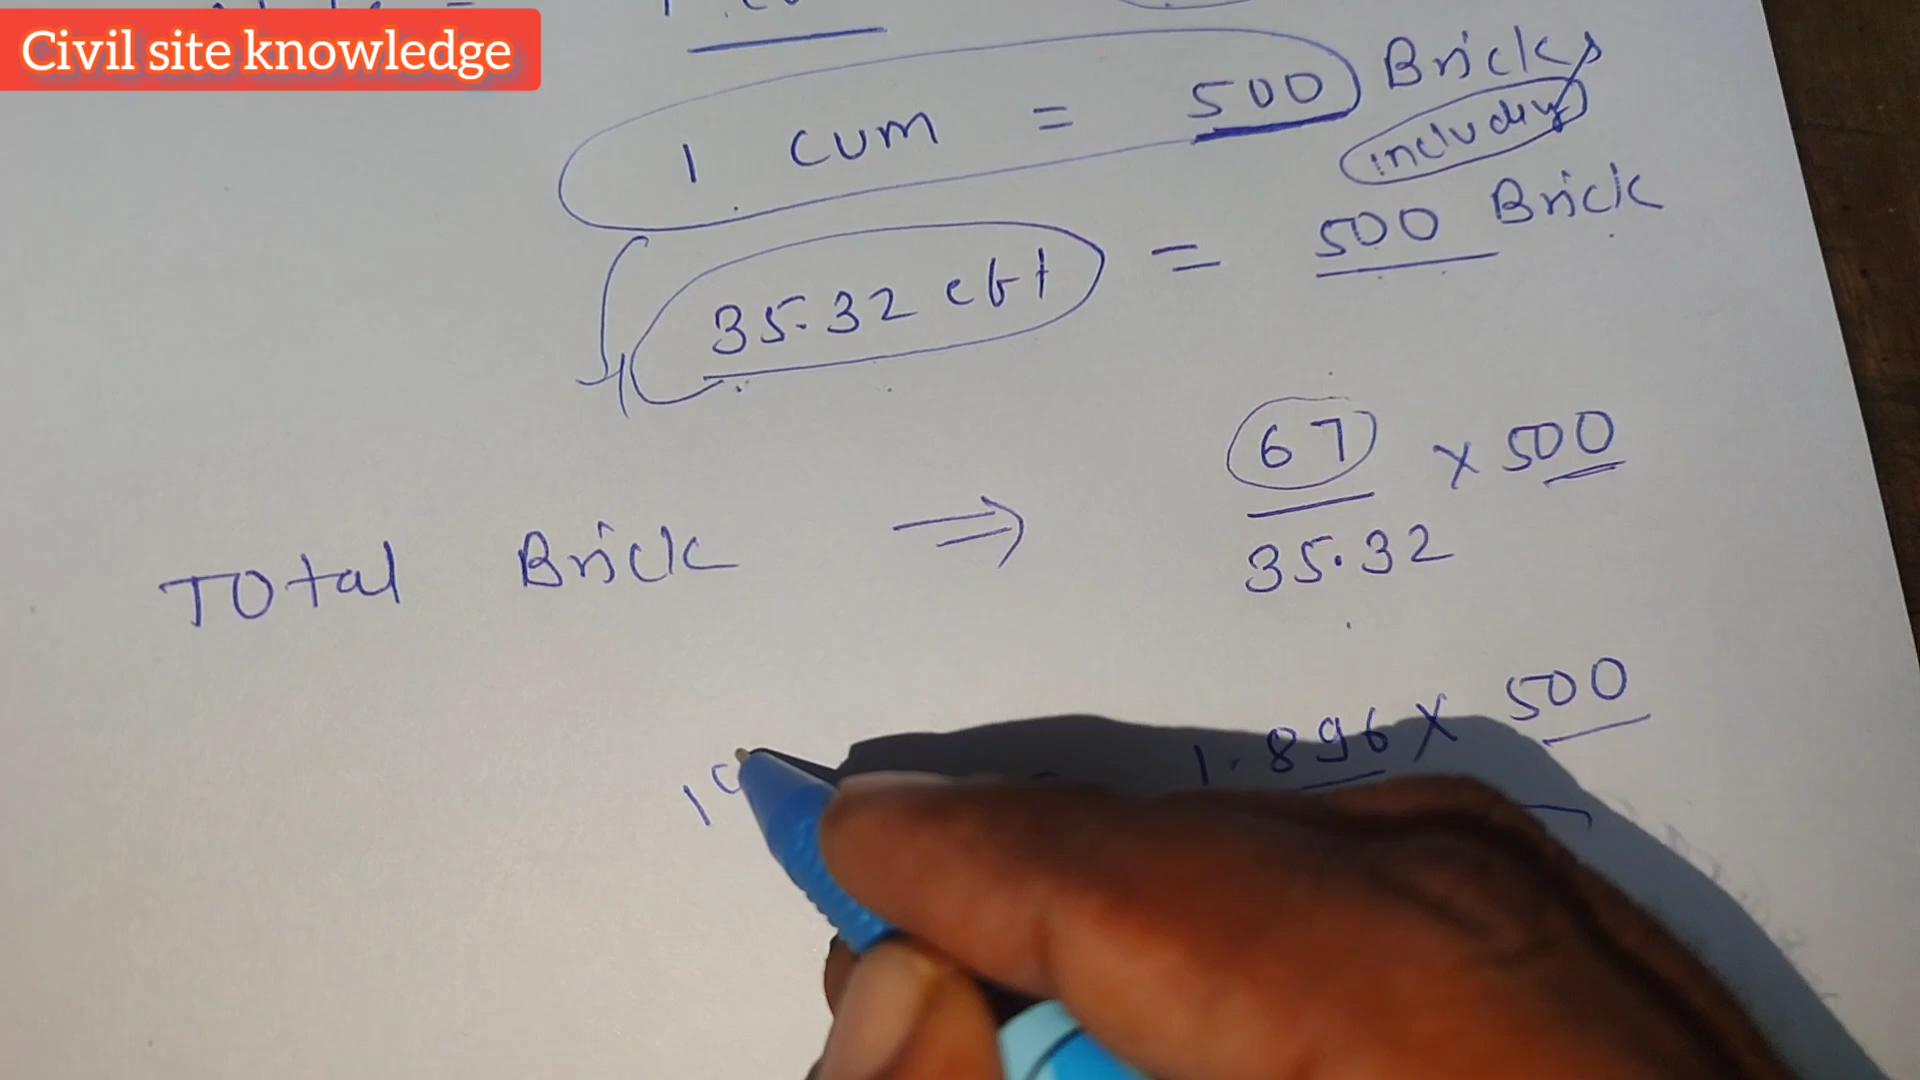 Civil site knowledge
1 cum = 500 Bricks
35.32 cft = 500 Brick
67 × 500
Total Brick ⇒ 35.32
1.896 × 500